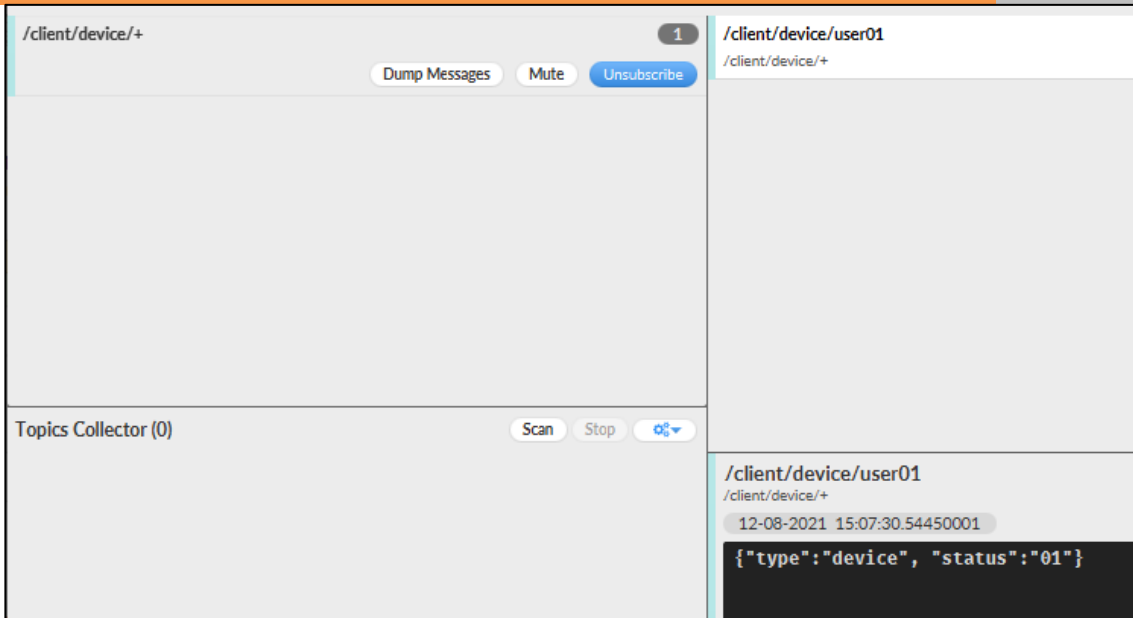 /client/device/+ 1
Dump Messages Mute Unsubscribe
Topics Collector (0) Scan Stop
/client/device/user01
/client/device/+
/client/device/user01
/client/device/+
12-08-2021 15:07:30.54450001
{"type":"device", "status":"01"}